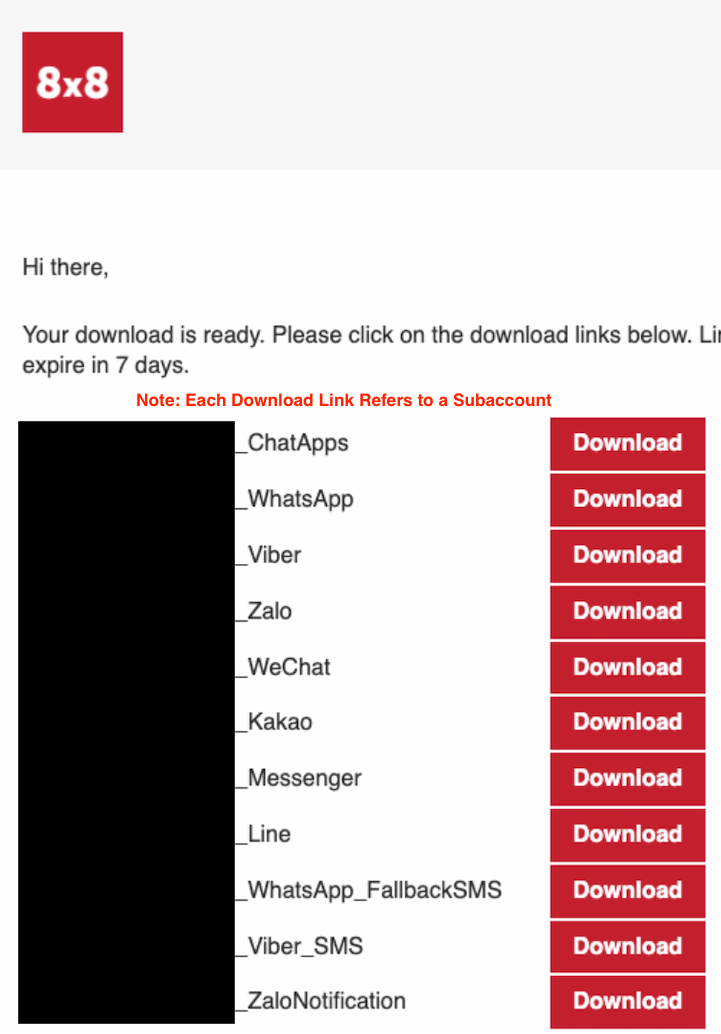 8x8
Hi there,
Your download is ready. Please click on the download links below.
expire in 7 days.
Note: Each Download Link Refers to a Subaccount
_ChatApps Download
_WhatsApp Download
_Viber Download
_Zalo Download
_WeChat Download
_Kakao Download
_Messenger Download
_Line Download
_WhatsApp_FallbackSMS Download
_Viber_SMS Download
_ZaloNotification Download